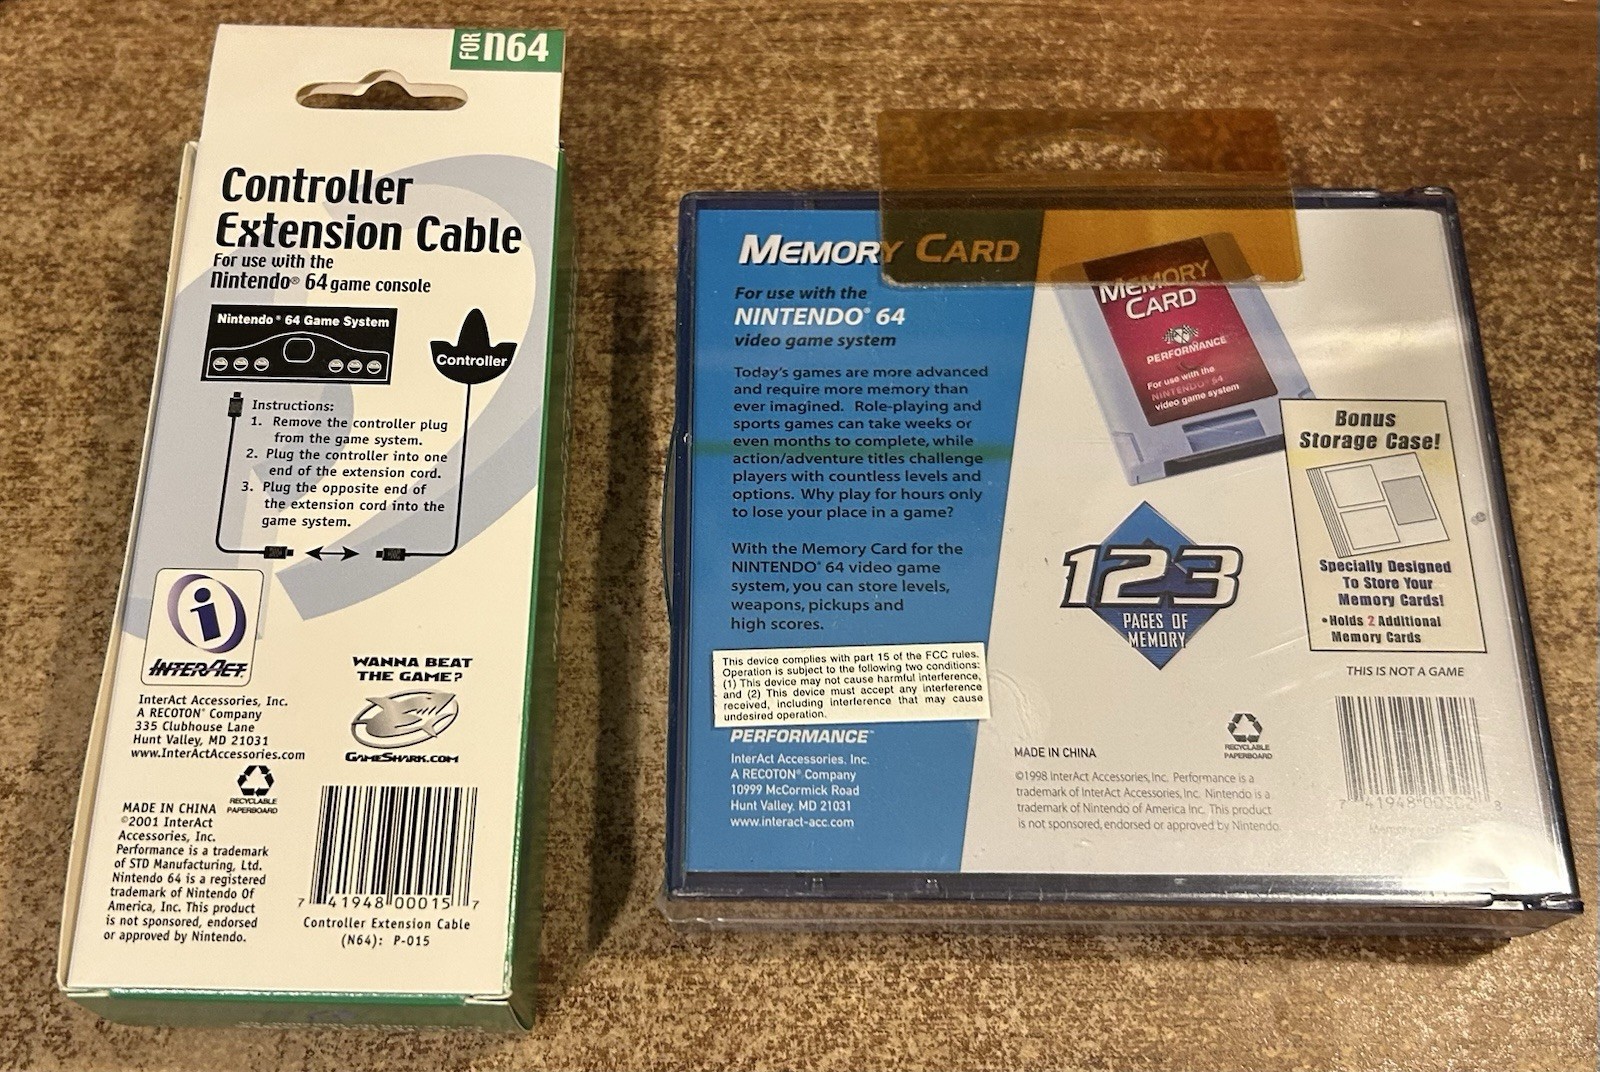 FOR n64
Controller
Extension Cable
For use with the
Nintendo® 64 game console
Nintendo® 64 Game System
Controller
Instructions:
1. Remove the controller plug
from the game system.
2. Plug the controller into one
end of the extension cord.
3. Plug the opposite end of
the extension cord into the
game system.
i
INTERACT
InterAct Accessories, Inc.
A RECOTON® Company
335 Clubhouse Lane
Hunt Valley, MD 21031
www.InterActAccessories.com
WANNA BEAT
THE GAME?
GAMESHARK.COM
RECYCLABLE
PAPERBOARD
MADE IN CHINA
©2001 InterAct
Accessories, Inc.
Performance is a trademark
of STD Manufacturing, Ltd.
Nintendo 64 is a registered
trademark of Nintendo Of
America, Inc. This product
is not sponsored, endorsed
or approved by Nintendo.
7 41948 00015 7
Controller Extension Cable
(N64): P-015
MEMORY CARD
For use with the
NINTENDO® 64
video game system
Today's games are more advanced
and require more memory than
ever imagined. Role-playing and
sports games can take weeks or
even months to complete, while
action/adventure titles challenge
players with countless levels and
options. Why play for hours only
to lose your place in a game?
With the Memory Card for the
NINTENDO® 64 video game
system, you can store levels,
weapons, pickups and
high scores.
This device complies with part 15 of the FCC rules.
Operation is subject to the following two conditions:
(1) This device may not cause harmful interference,
and (2) This device must accept any interference
received, including interference that may cause
undesired operation.
PERFORMANCE™
InterAct Accessories, Inc.
A RECOTON® Company
10999 McCormick Road
Hunt Valley, MD 21031
www.interact-acc.com
MEMORY
CARD
PERFORMANCE
For use with the
NINTENDO® 64
video game system
123
PAGES OF
MEMORY
Bonus
Storage Case!
Specially Designed
To Store Your
Memory Cards!
•Holds 2 Additional
Memory Cards
THIS IS NOT A GAME
RECYCLABLE
PAPERBOARD
MADE IN CHINA
©1998 InterAct Accessories, Inc. Performance is a
trademark of InterAct Accessories, Inc. Nintendo is a
trademark of Nintendo of America Inc. This product
is not sponsored, endorsed or approved by Nintendo.
7 41948 00302 8